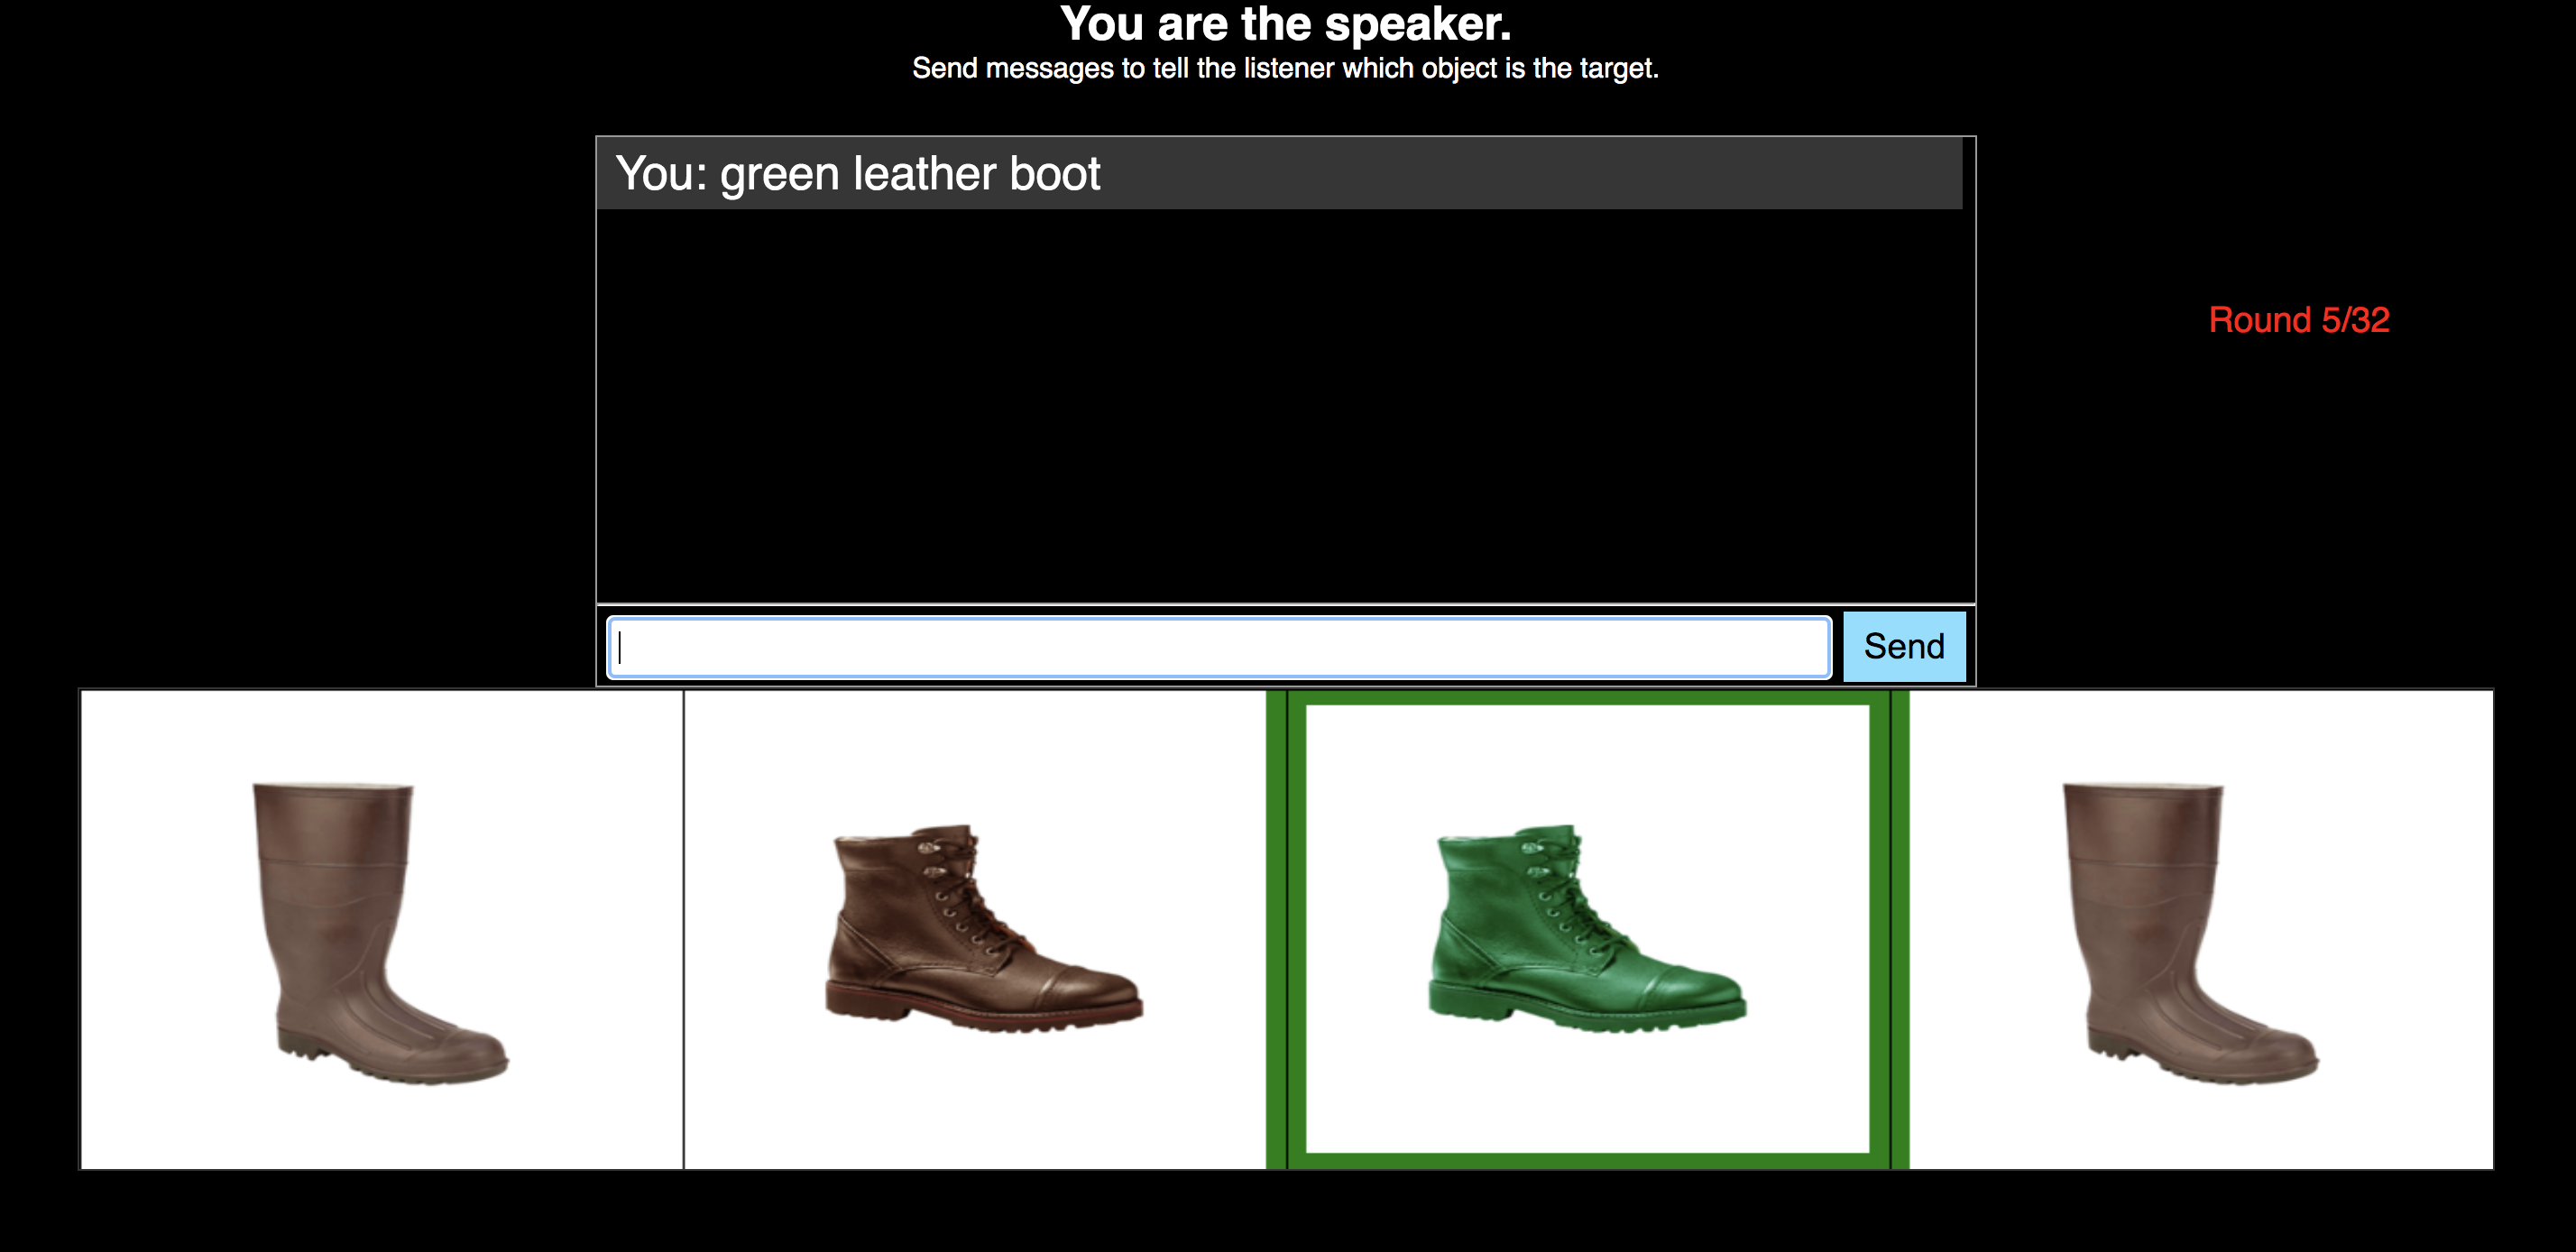 You are the speaker.
Send messages to tell the listener which object is the target.
You: green leather boot
Round 5/32
Send